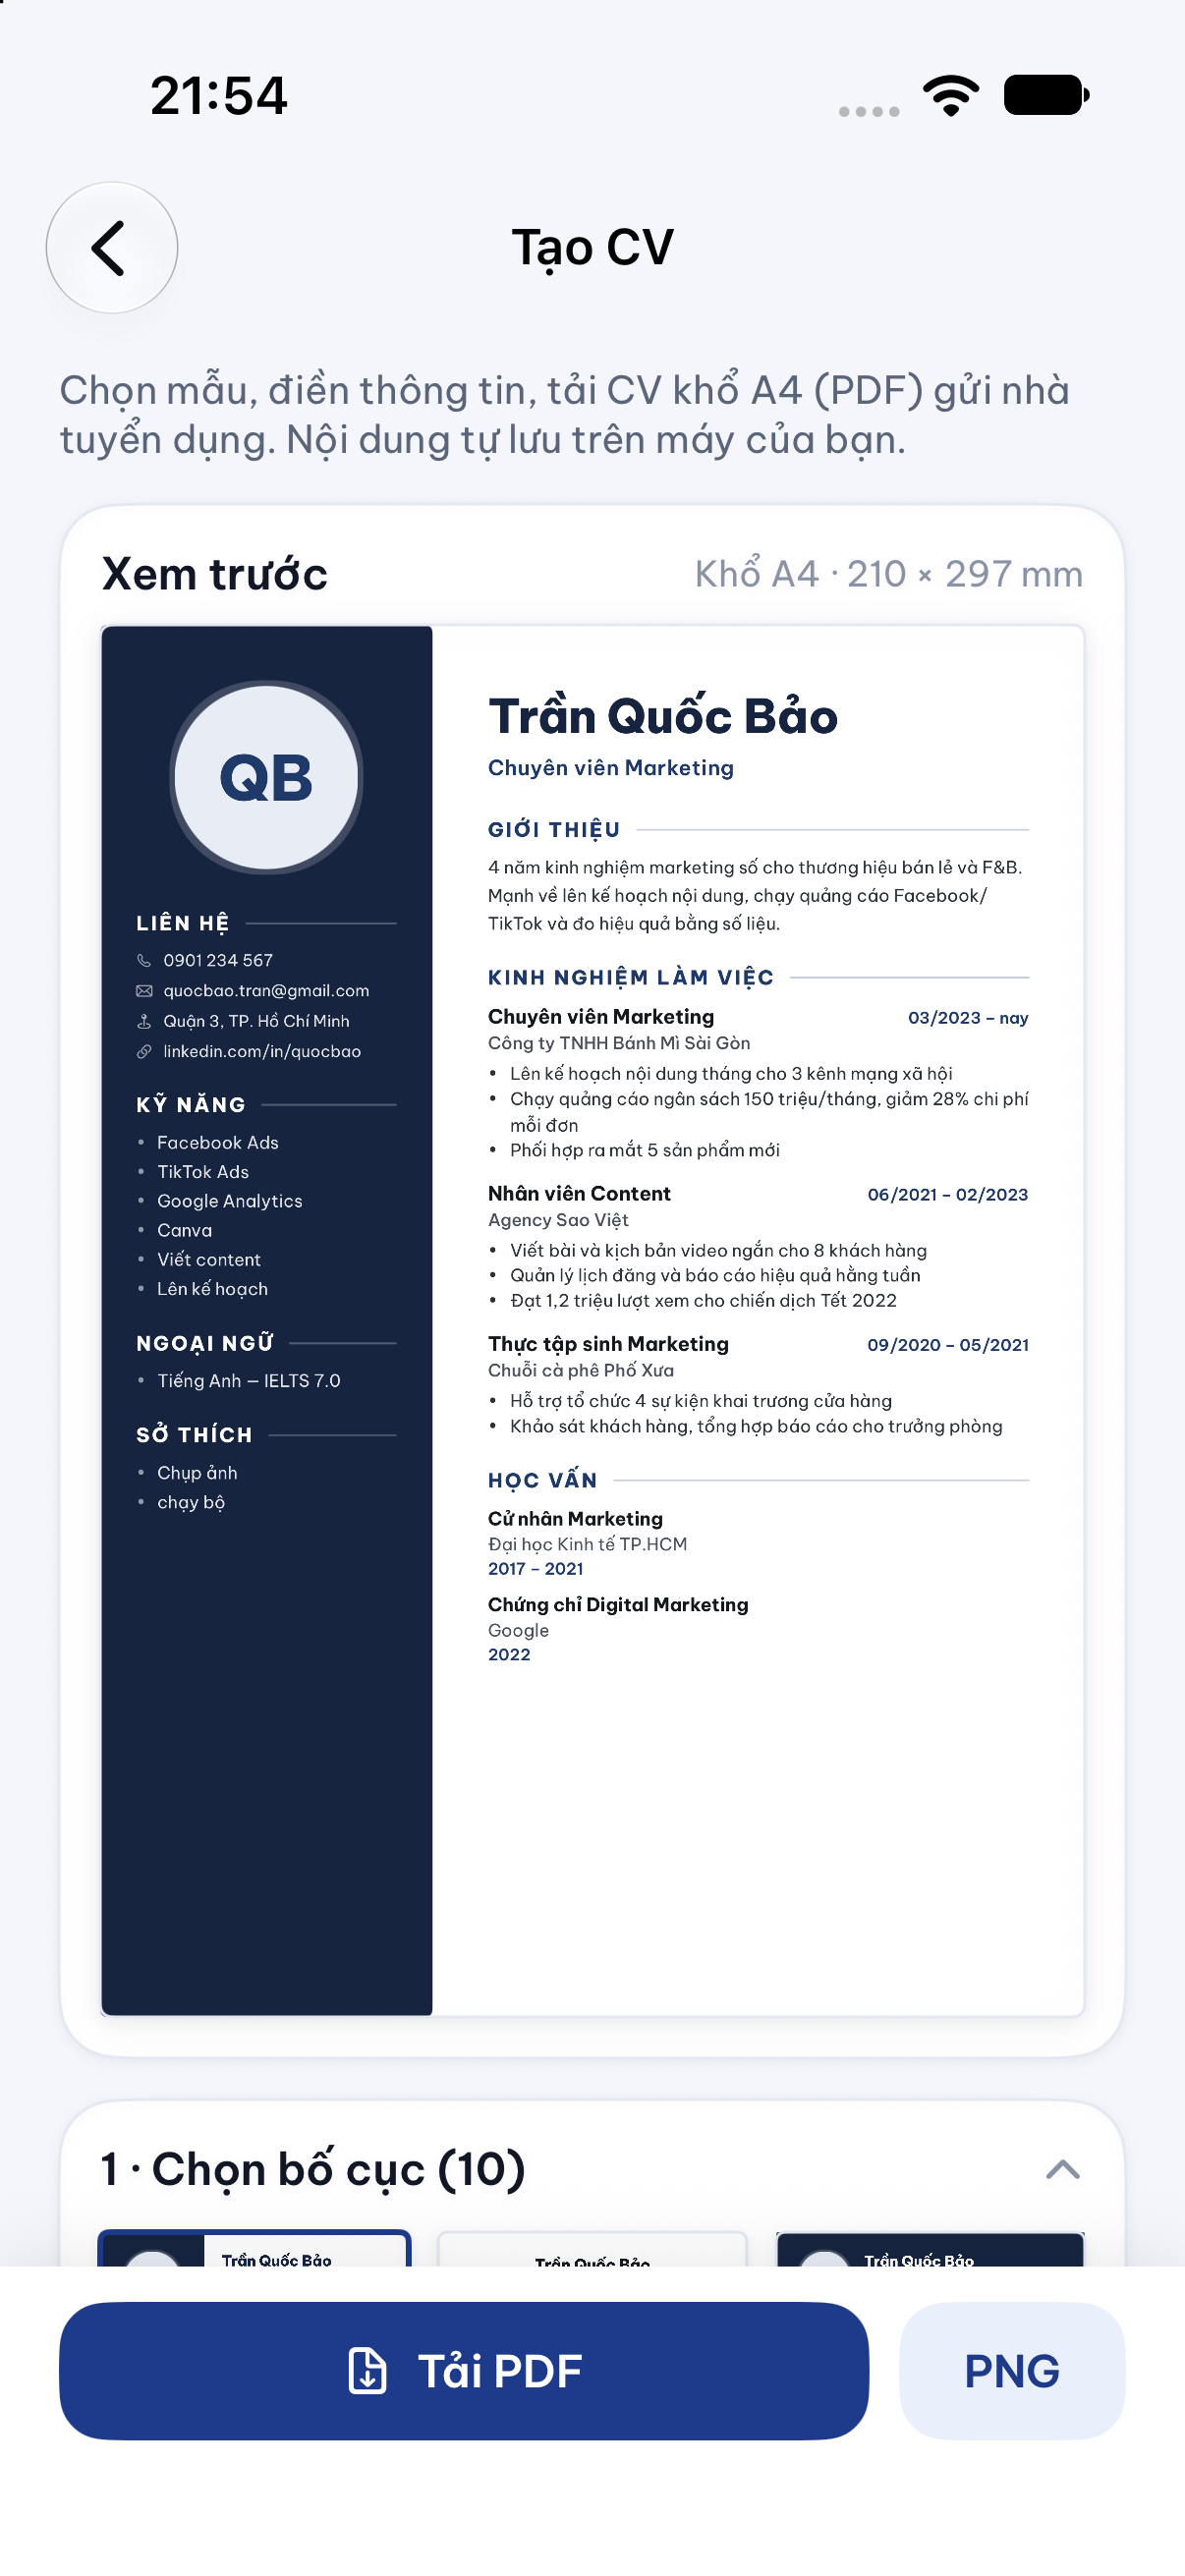 21:54
Tạo CV
Chọn mẫu, điền thông tin, tải CV khổ A4 (PDF) gửi nhà
tuyển dụng. Nội dung tự lưu trên máy của bạn.
Xem trước
Khổ A4 · 210 × 297 mm
QB
LIÊN HỆ
0901 234 567
quocbao.tran@gmail.com
Quận 3, TP. Hồ Chí Minh
linkedin.com/in/quocbao
KỸ NĂNG
• Facebook Ads
• TikTok Ads
• Google Analytics
• Canva
• Viết content
• Lên kế hoạch
NGOẠI NGỮ
• Tiếng Anh — IELTS 7.0
SỞ THÍCH
• Chụp ảnh
• chạy bộ
Trần Quốc Bảo
Chuyên viên Marketing
GIỚI THIỆU
4 năm kinh nghiệm marketing số cho thương hiệu bán lẻ và F&B.
Mạnh về lên kế hoạch nội dung, chạy quảng cáo Facebook/
TikTok và đo hiệu quả bằng số liệu.
KINH NGHIỆM LÀM VIỆC
Chuyên viên Marketing 03/2023 – nay
Công ty TNHH Bánh Mì Sài Gòn
• Lên kế hoạch nội dung tháng cho 3 kênh mạng xã hội
• Chạy quảng cáo ngân sách 150 triệu/tháng, giảm 28% chi phí
mỗi đơn
• Phối hợp ra mắt 5 sản phẩm mới
Nhân viên Content 06/2021 – 02/2023
Agency Sao Việt
• Viết bài và kịch bản video ngắn cho 8 khách hàng
• Quản lý lịch đăng và báo cáo hiệu quả hằng tuần
• Đạt 1,2 triệu lượt xem cho chiến dịch Tết 2022
Thực tập sinh Marketing 09/2020 – 05/2021
Chuỗi cà phê Phố Xưa
• Hỗ trợ tổ chức 4 sự kiện khai trương cửa hàng
• Khảo sát khách hàng, tổng hợp báo cáo cho trưởng phòng
HỌC VẤN
Cử nhân Marketing
Đại học Kinh tế TP.HCM
2017 – 2021
Chứng chỉ Digital Marketing
Google
2022
1 · Chọn bố cục (10)
Trần Quốc Bảo
Trần Quốc Bảo
Trần Quốc Bảo
Tải PDF
PNG